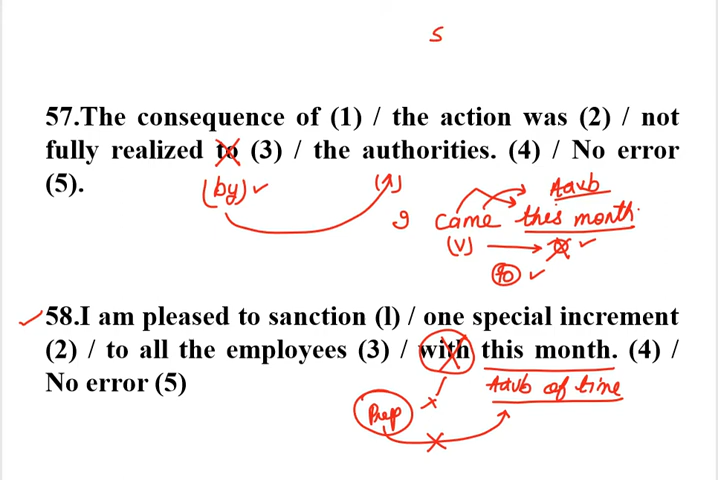 S
57.The consequence of (1) / the action was (2) / not
fully realized to (3) / the authorities. (4) / No error
(5).
(by)
(N)
Advb
I came this month.
(V)
to
58.I am pleased to sanction (l) / one special increment
(2) / to all the employees (3) / with this month. (4) /
No error (5)
Advb of time
Prep